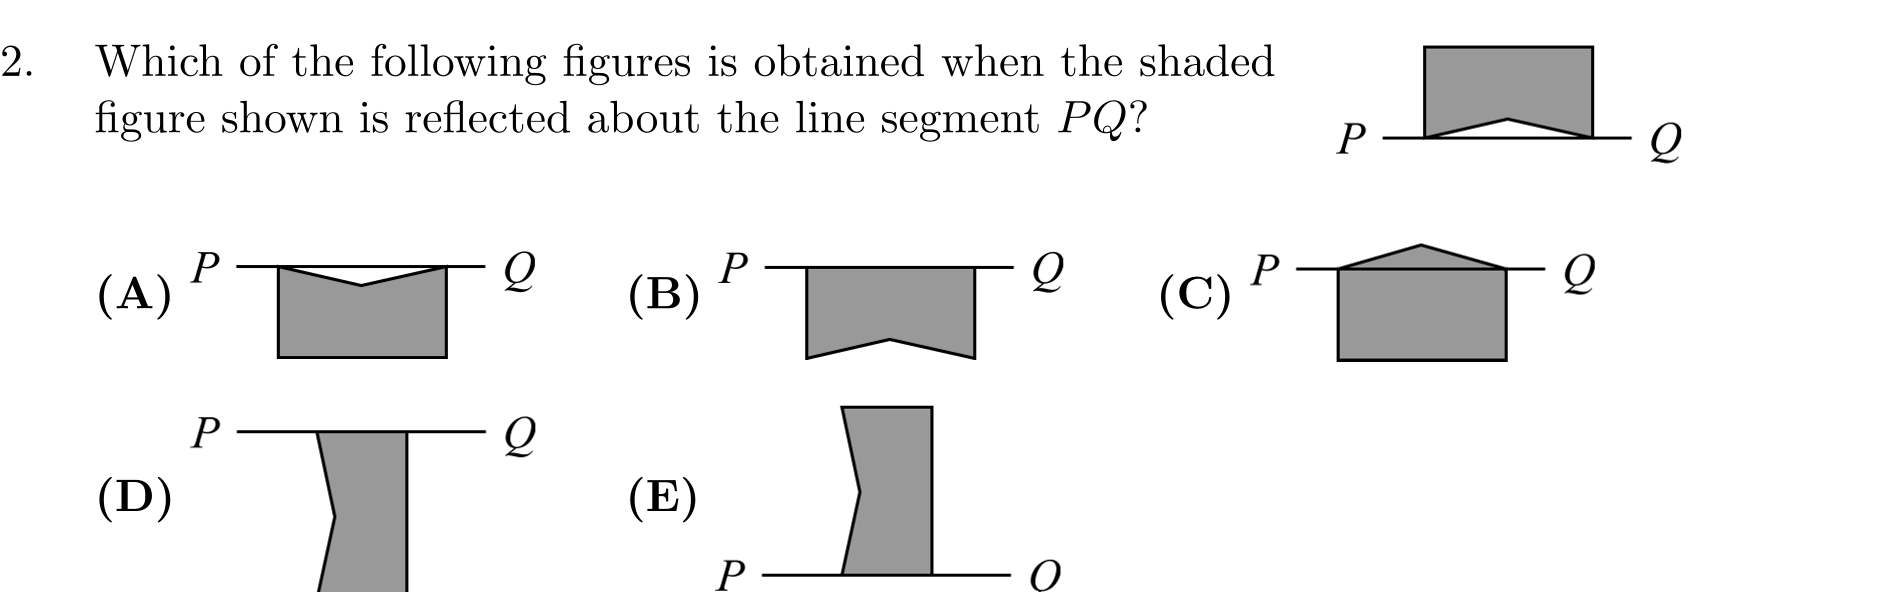 2. Which of the following figures is obtained when the shaded
figure shown is reflected about the line segment PQ?
P Q
(A) P Q (B) P Q (C) P Q
(D) P Q (E) P Q